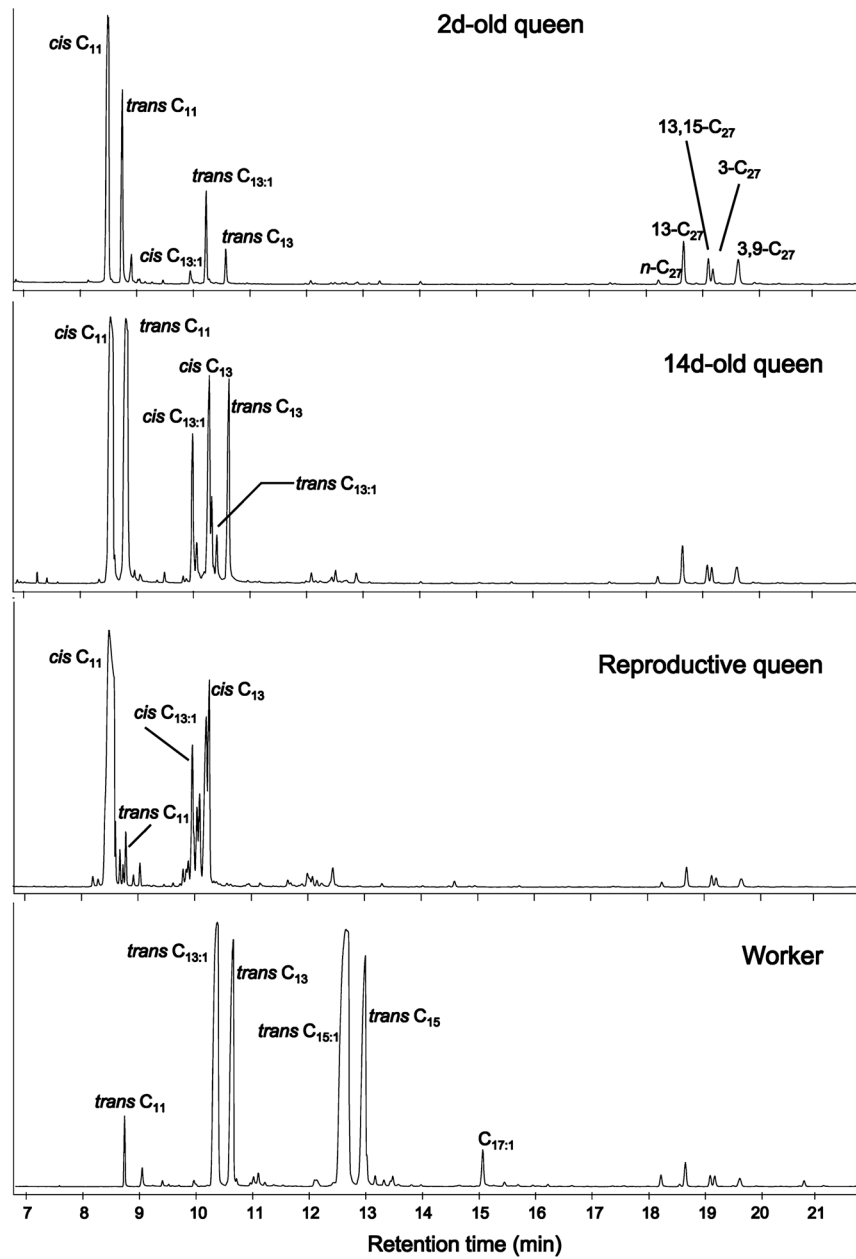 2d-old queen
cis C11
trans C11
trans C13:1
cis C13:1
trans C13
13,15-C27
3-C27
13-C27
n-C27
3,9-C27
14d-old queen
cis C11
trans C11
cis C13
cis C13:1
trans C13
trans C13:1
Reproductive queen
cis C11
cis C13
cis C13:1
trans C11
Worker
trans C13:1
trans C13
trans C15:1
trans C15
trans C11
C17:1
7 8 9 10 11 12 13 14 15 16 17 18 19 20 21
Retention time (min)